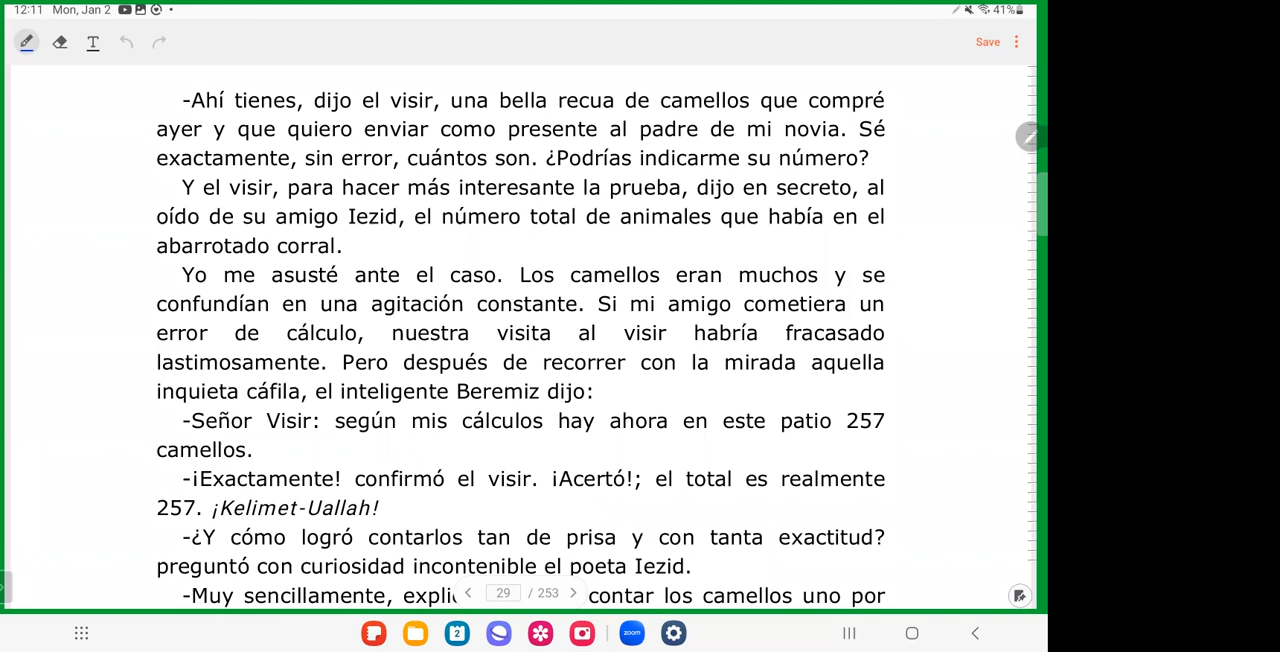 12:11 Mon, Jan 2
41%
T
Save
-Ahí tienes, dijo el visir, una bella recua de camellos que compré
ayer y que quiero enviar como presente al padre de mi novia. Sé
exactamente, sin error, cuántos son. ¿Podrías indicarme su número?
Y el visir, para hacer más interesante la prueba, dijo en secreto, al
oído de su amigo Iezid, el número total de animales que había en el
abarrotado corral.
Yo me asusté ante el caso. Los camellos eran muchos y se
confundían en una agitación constante. Si mi amigo cometiera un
error de cálculo, nuestra visita al visir habría fracasado
lastimosamente. Pero después de recorrer con la mirada aquella
inquieta cáfila, el inteligente Beremiz dijo:
-Señor Visir: según mis cálculos hay ahora en este patio 257
camellos.
-¡Exactamente! confirmó el visir. ¡Acertó!; el total es realmente
257. ¡Kelimet-Uallah!
-¿Y cómo logró contarlos tan de prisa y con tanta exactitud?
preguntó con curiosidad incontenible el poeta Iezid.
-Muy sencillamente, contar los camellos uno por
29 / 253
2
zoom